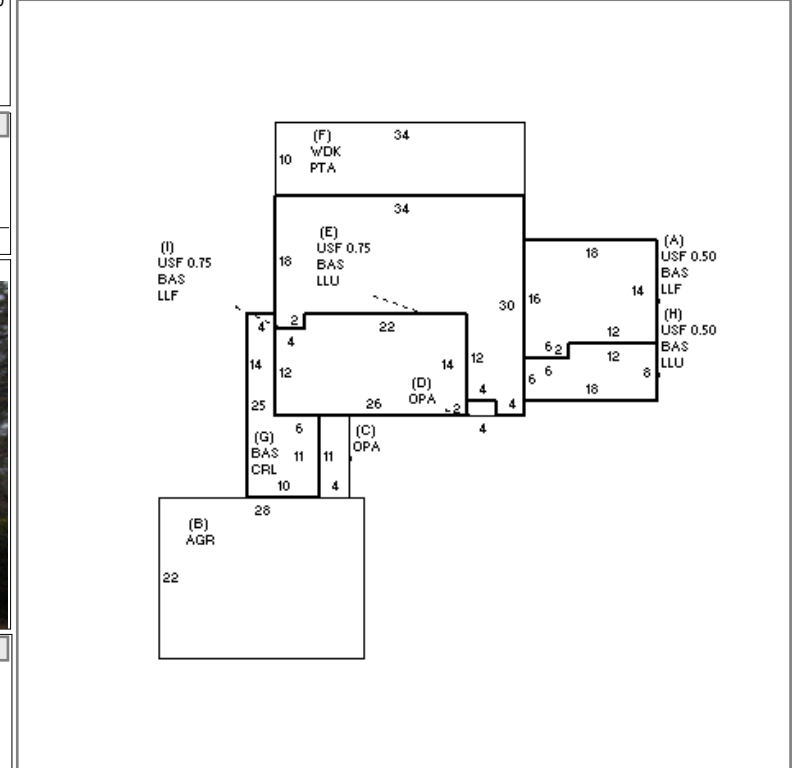 (F)
WDK
PTA
34
10
34
(E)
USF 0.75
BAS
LLU
(I)
USF 0.75
BAS
LLF
18
30
(A)
USF 0.50
BAS
LLF
18
14
16
(H)
USF 0.50
BAS
LLU
12
6 2
12
6
8
6
18
4
2
4
22
14
12
14
12
(D)
OPA
4
25
26
2
4
4
(G)
BAS
CRL
6
11
11
(C)
OPA
10
4
28
(B)
AGR
22